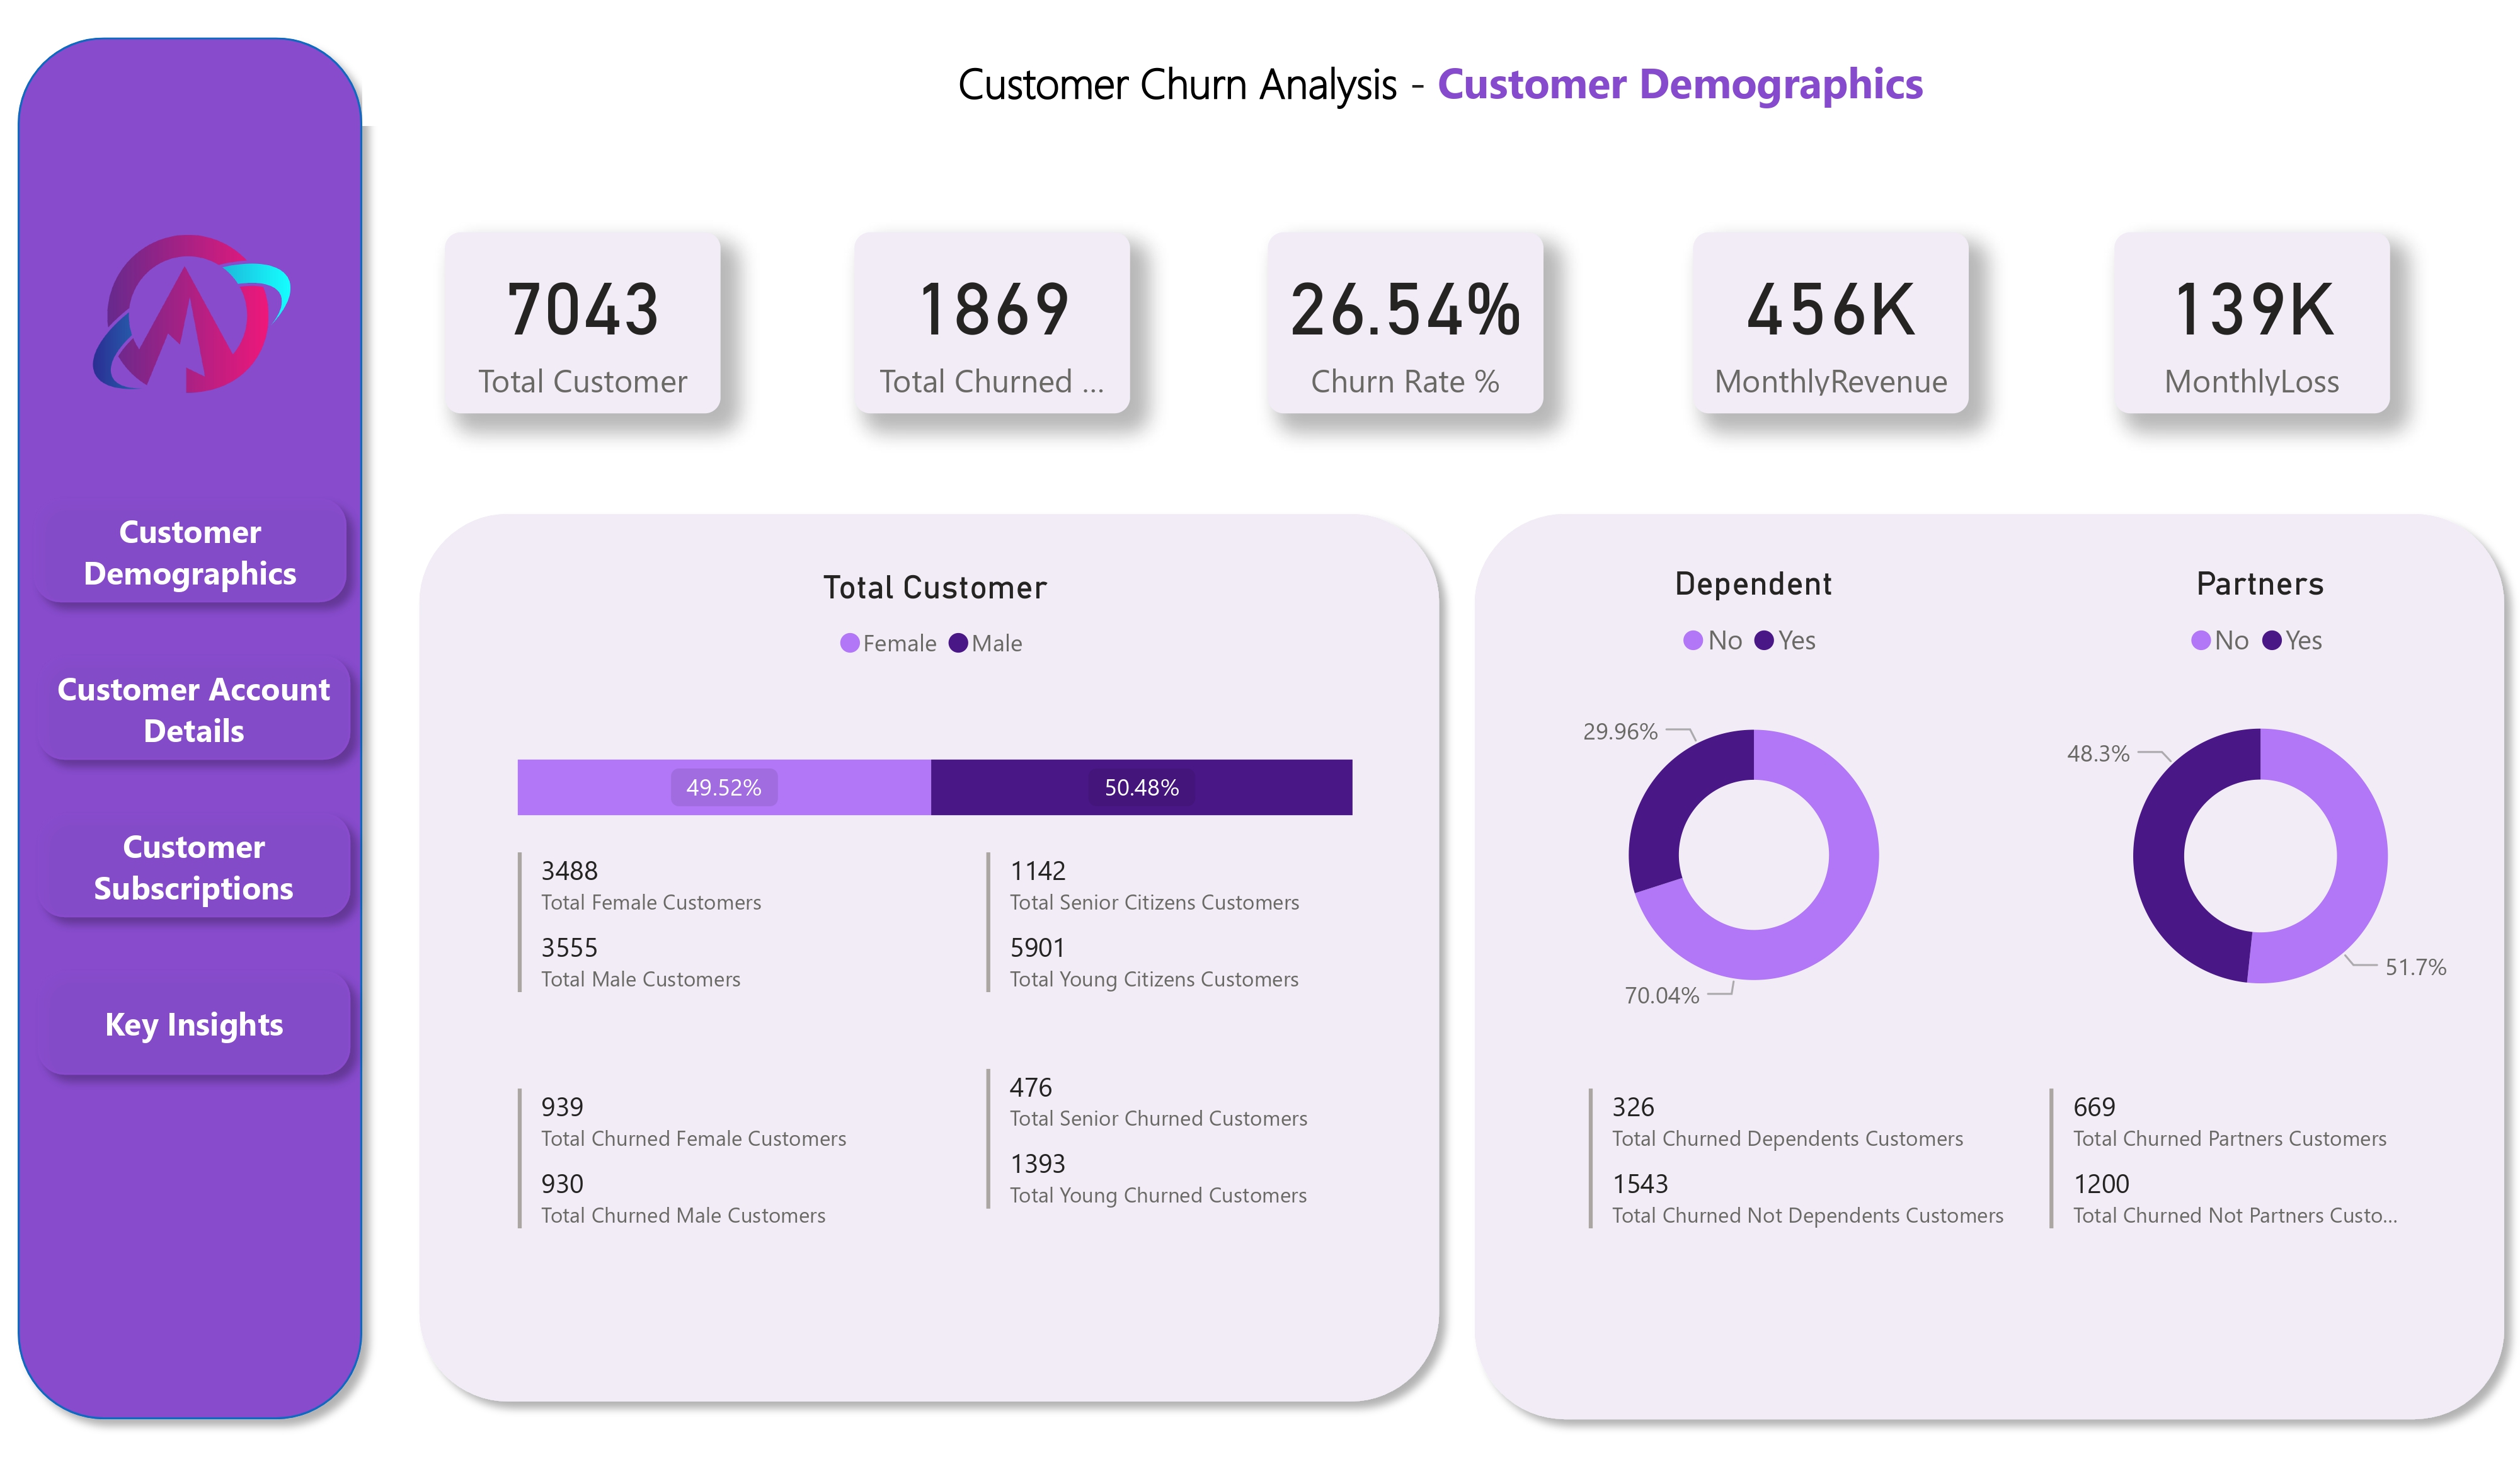 Customer Churn Analysis - Customer Demographics
7043
Total Customer
1869
Total Churned ...
26.54%
Churn Rate %
456K
MonthlyRevenue
139K
MonthlyLoss
Customer
Demographics
Customer Account
Details
Customer
Subscriptions
Key Insights
Total Customer
Female Male
49.52% 50.48%
3488
Total Female Customers
3555
Total Male Customers
1142
Total Senior Citizens Customers
5901
Total Young Citizens Customers
939
Total Churned Female Customers
930
Total Churned Male Customers
476
Total Senior Churned Customers
1393
Total Young Churned Customers
Dependent
No Yes
29.96%
70.04%
326
Total Churned Dependents Customers
1543
Total Churned Not Dependents Customers
Partners
No Yes
48.3%
51.7%
669
Total Churned Partners Customers
1200
Total Churned Not Partners Custo...